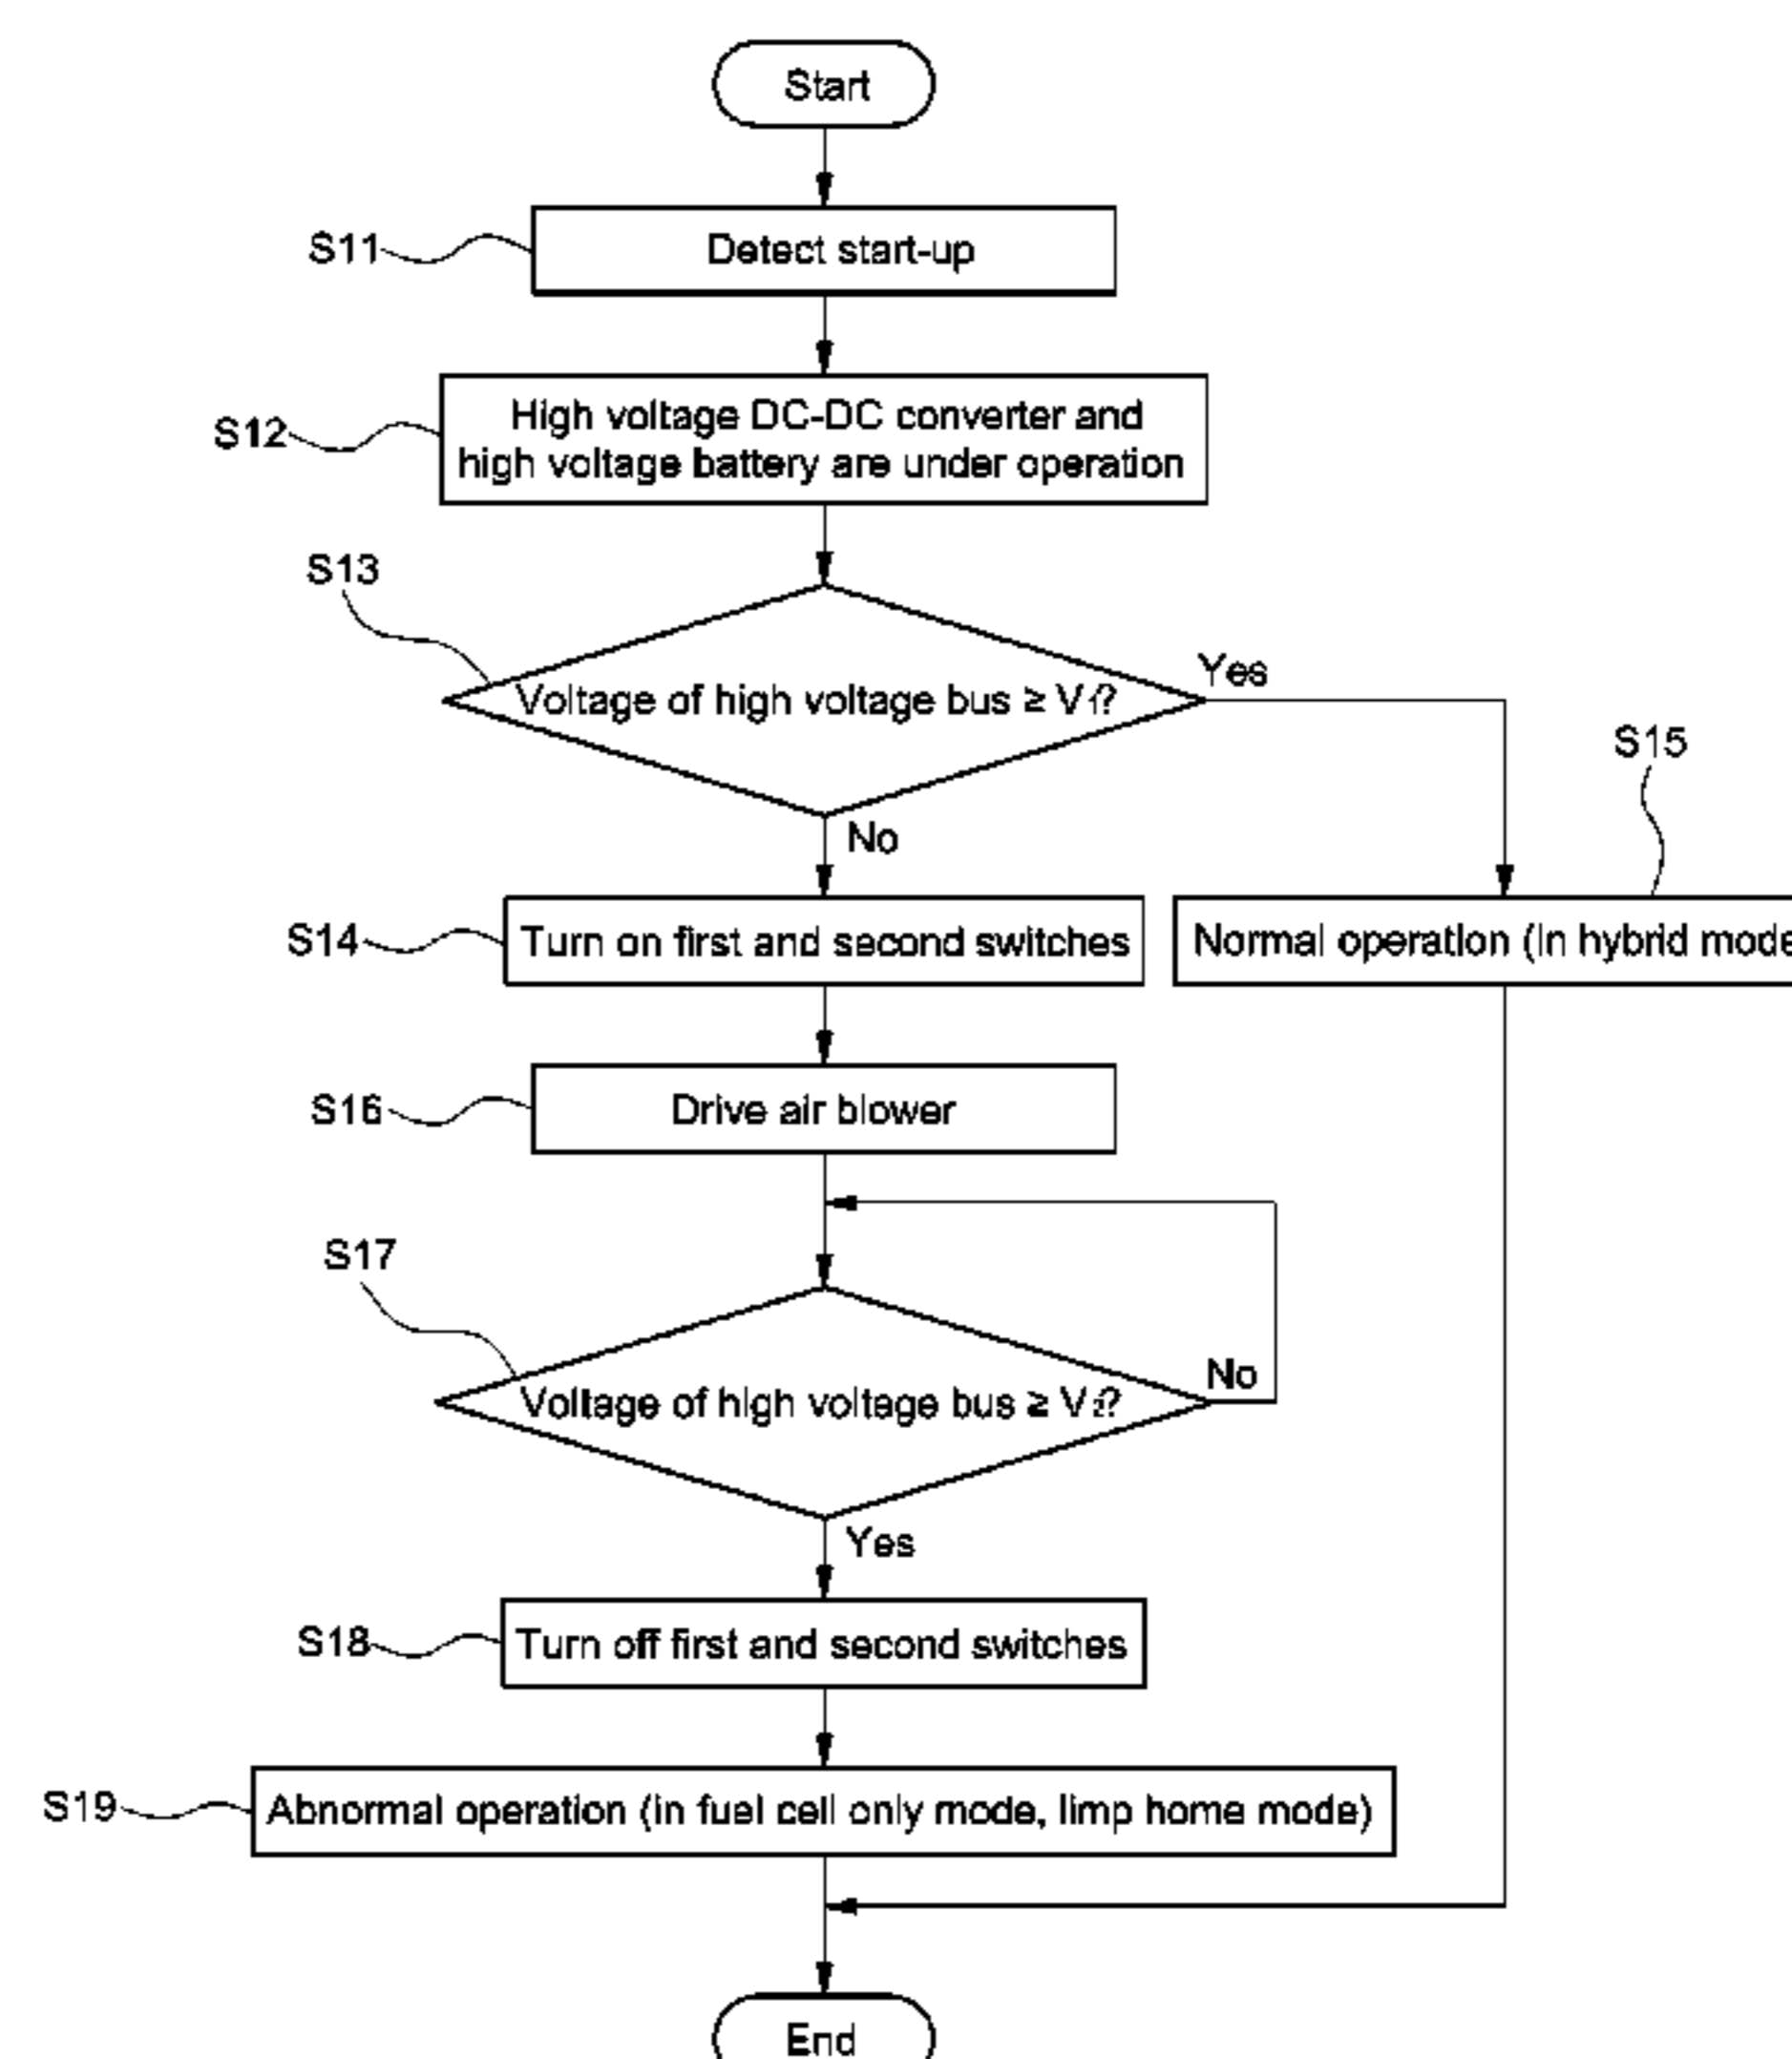 Start
S11
Detect start-up
S12
High voltage DC-DC converter and
high voltage battery are under operation
S13
Voltage of high voltage bus ≥ V₁?
Yes
No
S15
S14
Turn on first and second switches
Normal operation (In hybrid mode
S16
Drive air blower
S17
Voltage of high voltage bus ≥ V₂?
No
Yes
S18
Turn off first and second switches
S19
Abnormal operation (In fuel cell only mode, limp home mode)
End